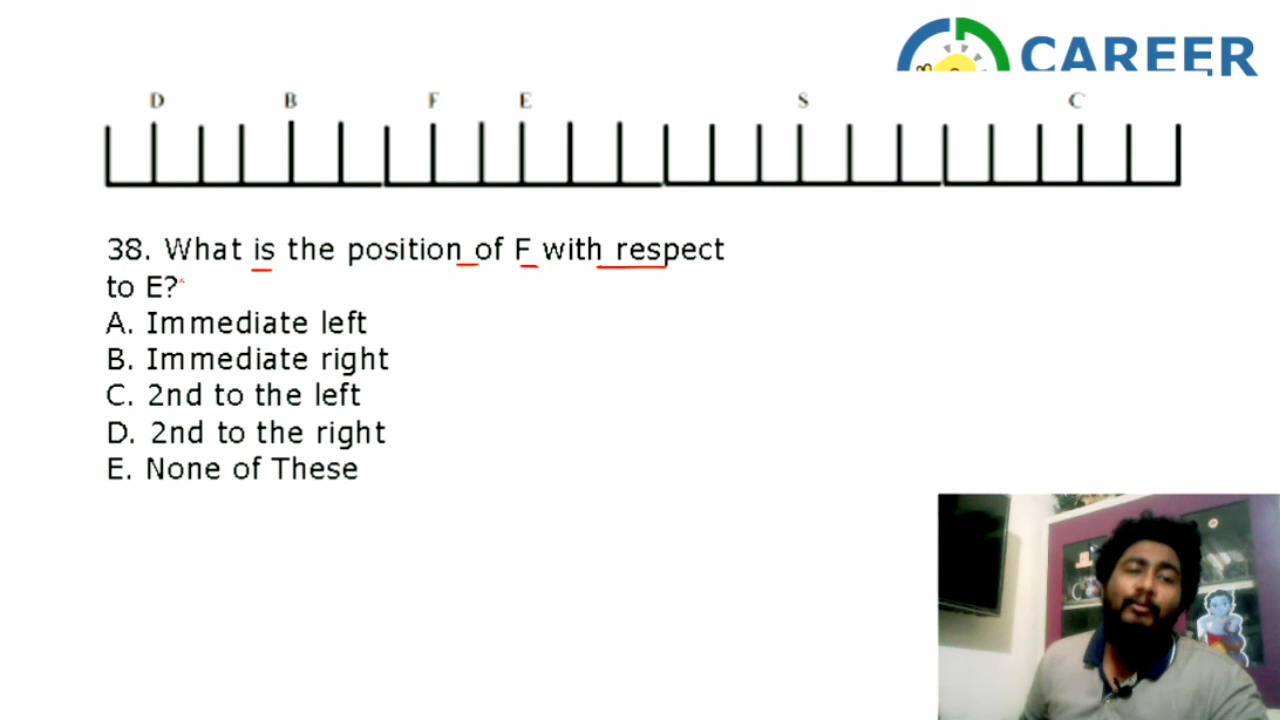 CAREER
D B F E S C
38. What is the position of F with respect
to E?
A. Immediate left
B. Immediate right
C. 2nd to the left
D. 2nd to the right
E. None of These